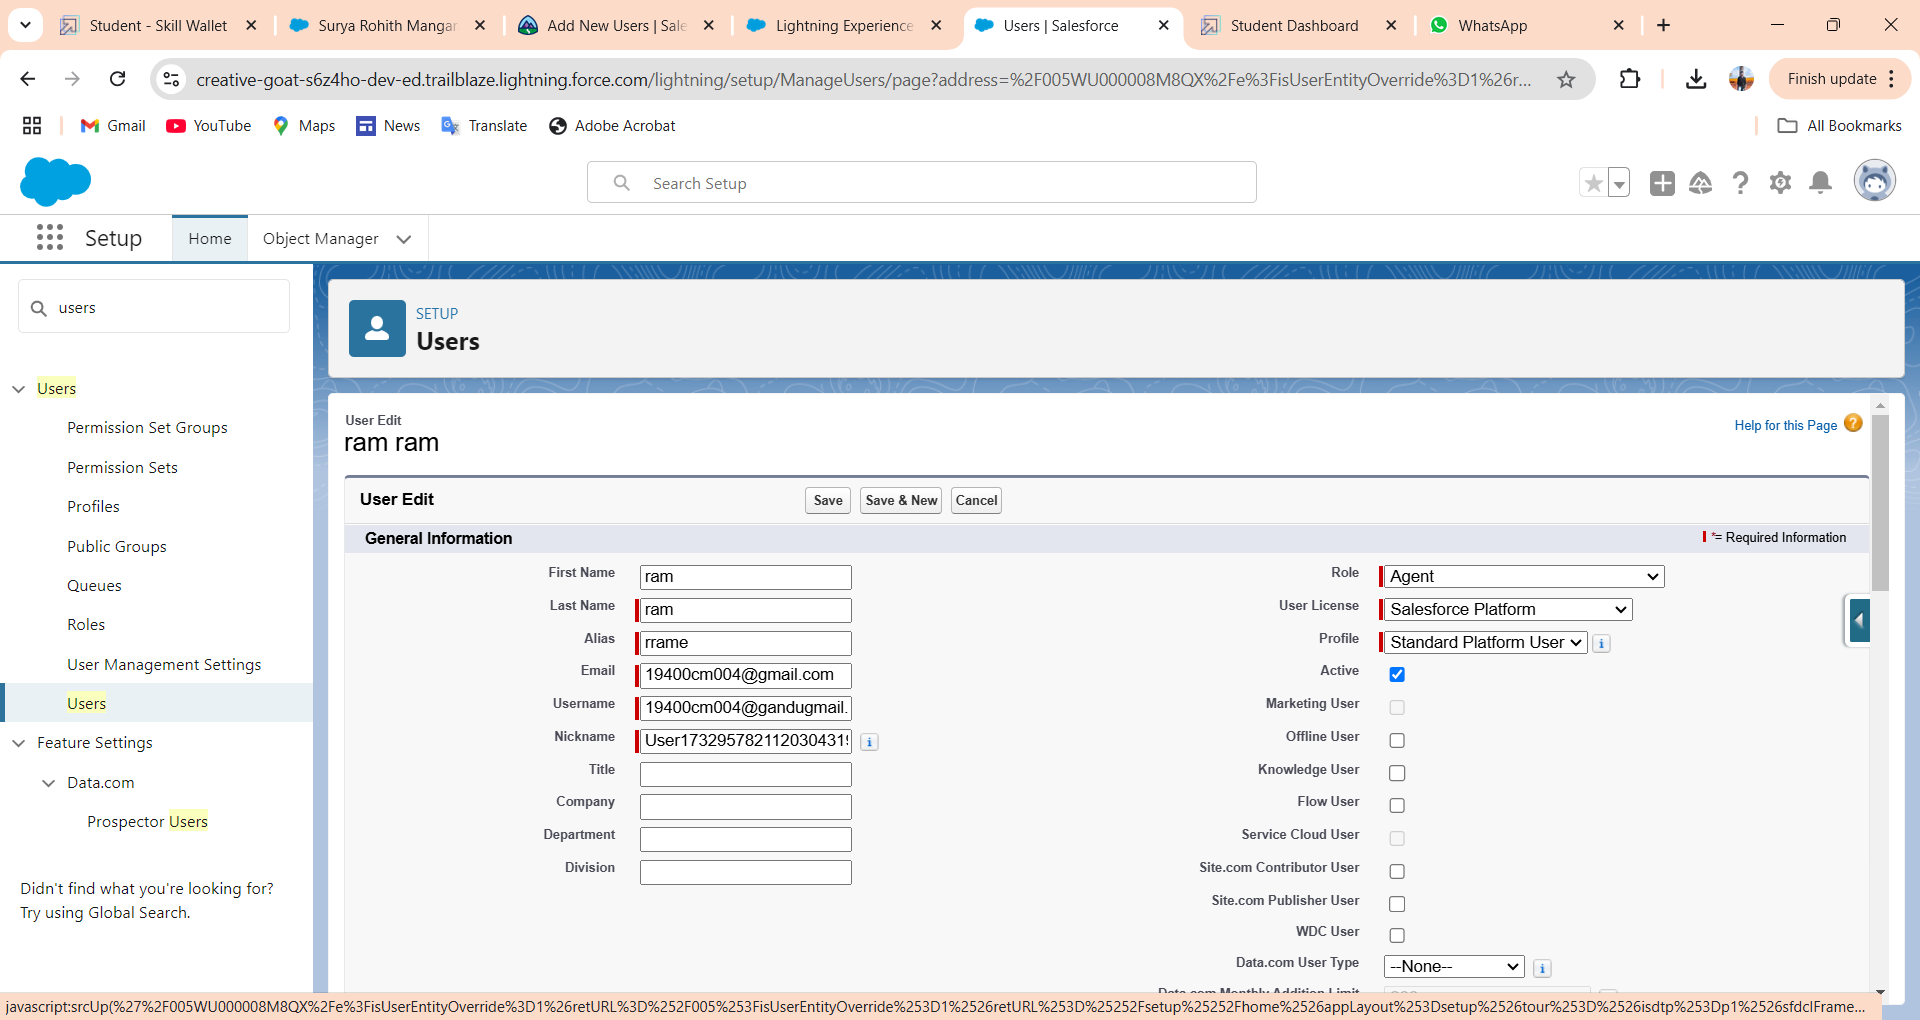 Student - Skill Wallet
Surya Rohith Mangar
Add New Users | Sale
Lightning Experience
Users | Salesforce
Student Dashboard
WhatsApp
creative-goat-s6z4ho-dev-ed.trailblaze.lightning.force.com/lightning/setup/ManageUsers/page?address=%2F005WU000008M8QX%2Fe%3FisUserEntityOverride%3D1%26r...
Finish update
Gmail
YouTube
Maps
News
Translate
Adobe Acrobat
All Bookmarks
Search Setup
Setup
Home
Object Manager
users
Users
Permission Set Groups
Permission Sets
Profiles
Public Groups
Queues
Roles
User Management Settings
Users
Feature Settings
Data.com
Prospector Users
Didn't find what you're looking for?
Try using Global Search.
SETUP
Users
User Edit
ram ram
Help for this Page
User Edit
Save
Save & New
Cancel
General Information
= Required Information
First Name ram
Last Name ram
Alias rrame
Email 19400cm004@gmail.com
Username 19400cm004@gandugmail.
Nickname User173295782112030431
Title
Company
Department
Division
Role Agent
User License Salesforce Platform
Profile Standard Platform User
Active
Marketing User
Offline User
Knowledge User
Flow User
Service Cloud User
Site.com Contributor User
Site.com Publisher User
WDC User
Data.com User Type --None--
Data.com Monthly Addition Limit
javascript:srcUp(%27%2F005WU000008M8QX%2Fe%3FisUserEntityOverride%3D1%26retURL%3D%252F005%253FisUserEntityOverride%253D1%2526retURL%253D%25252Fsetup%25252Fhome%2526appLayout%253Dsetup%2526tour%253D%2526isdtp%253Dp1%2526sfdcIFrame...